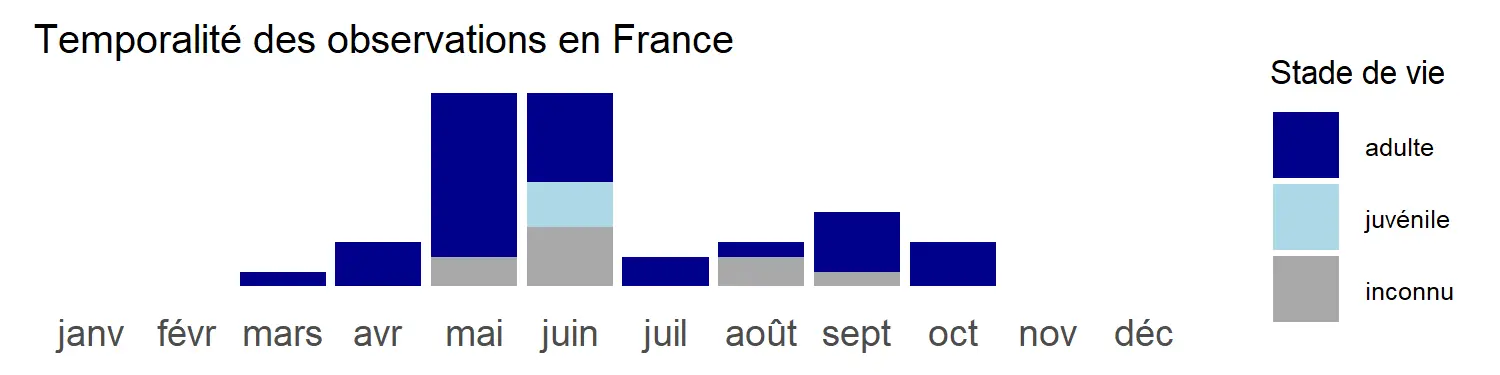 Temporalité des observations en France
Stade de vie
adulte
juvénile
inconnu
janv févr mars avr mai juin juil août sept oct nov déc